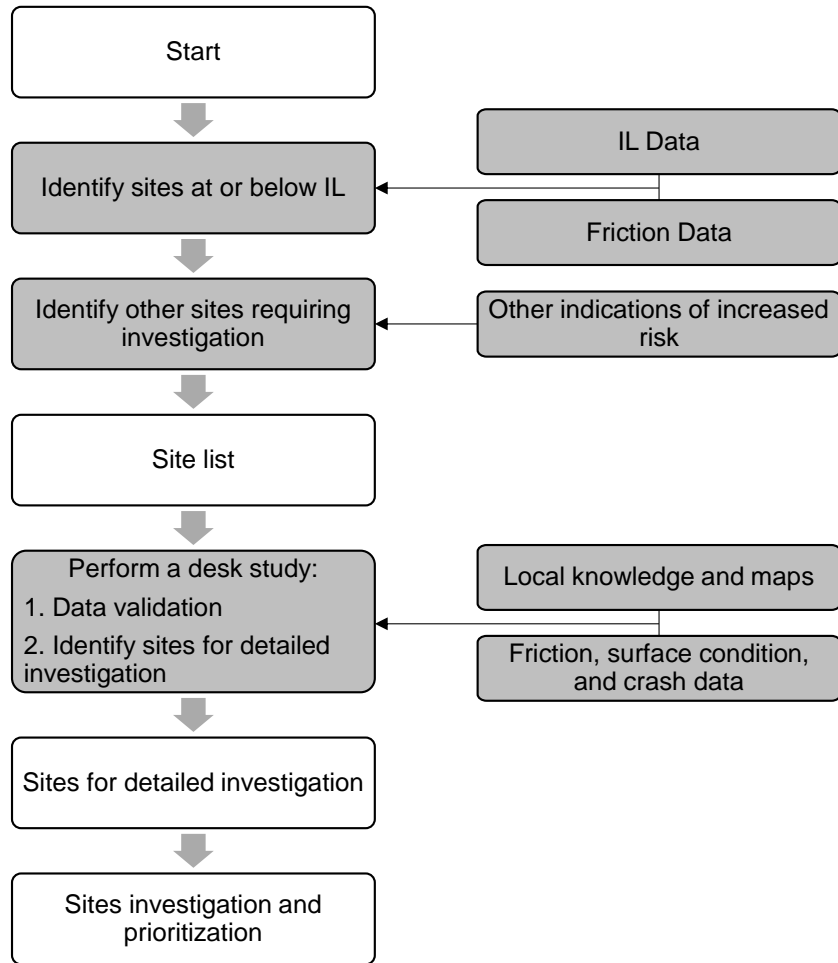 Start
IL Data
Identify sites at or below IL
Friction Data
Identify other sites requiring
investigation
Other indications of increased
risk
Site list
Perform a desk study:
1. Data validation
2. Identify sites for detailed
investigation
Local knowledge and maps
Friction, surface condition,
and crash data
Sites for detailed investigation
Sites investigation and
prioritization